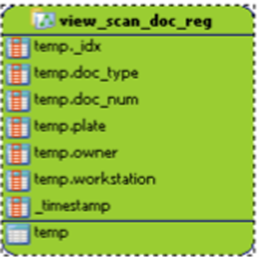 view_scan_doc_reg
temp._idx
temp.doc_type
temp.doc_num
temp.plate
temp.owner
temp.workstation
_timestamp
temp